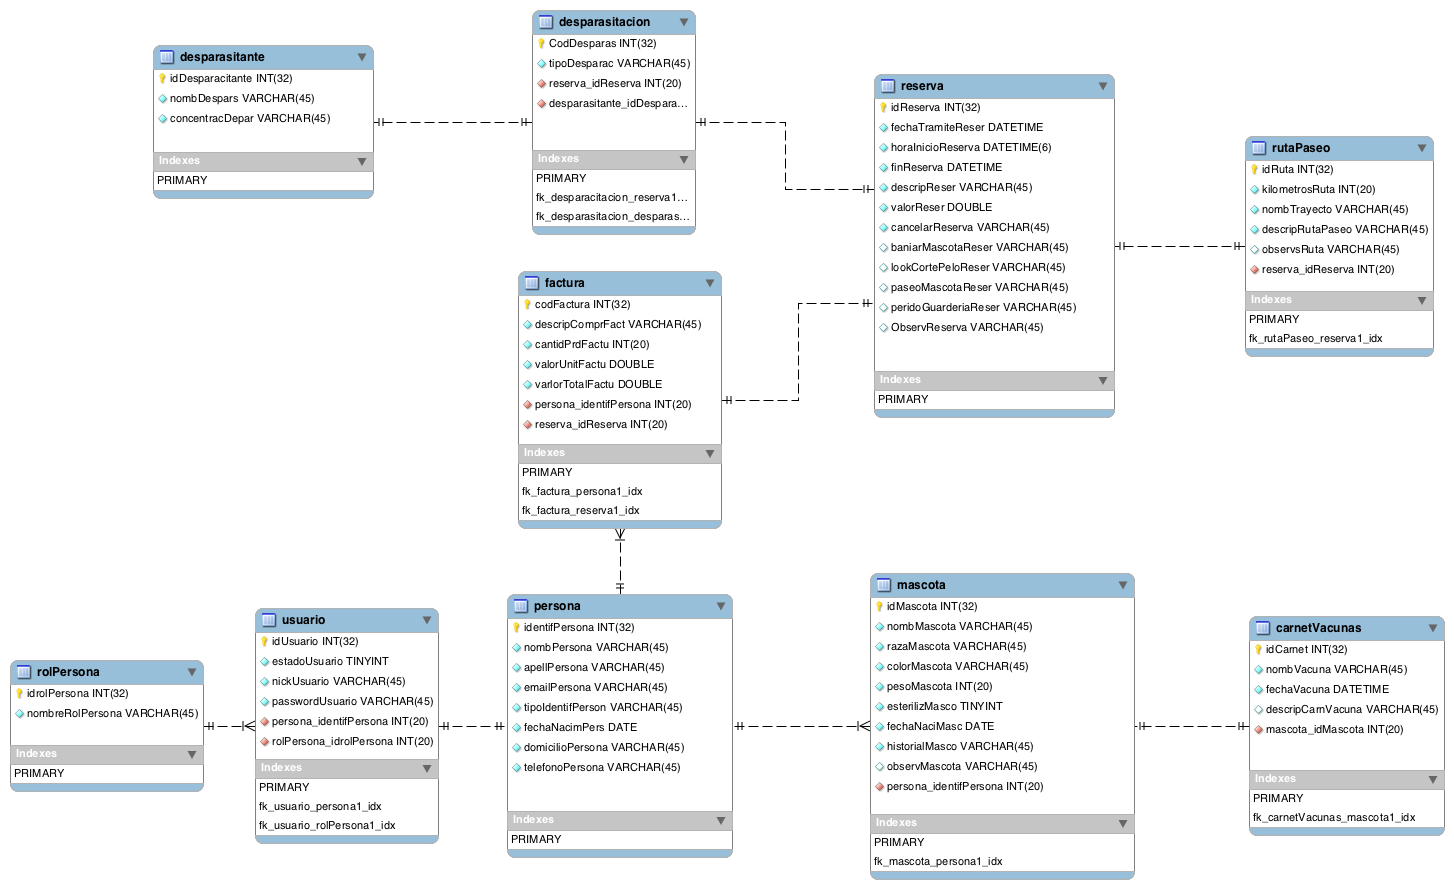 desparasitante
idDesparacitante INT(32)
nombDespars VARCHAR(45)
concentracDepar VARCHAR(45)
Indexes
PRIMARY
desparasitacion
CodDesparas INT(32)
tipoDesparac VARCHAR(45)
reserva_idReserva INT(20)
desparasitante_idDespara...
Indexes
PRIMARY
fk_desparacitacion_reserva1...
fk_desparasitacion_desparas...
reserva
idReserva INT(32)
fechaTramiteReser DATETIME
horaInicioReserva DATETIME(6)
finReserva DATETIME
descripReser VARCHAR(45)
valorReser DOUBLE
cancelarReserva VARCHAR(45)
baniarMascotaReser VARCHAR(45)
lookCortePeloReser VARCHAR(45)
paseoMascotaReser VARCHAR(45)
peridoGuarderiaReser VARCHAR(45)
ObservReserva VARCHAR(45)
Indexes
PRIMARY
rutaPaseo
idRuta INT(32)
kilometrosRuta INT(20)
nombTrayecto VARCHAR(45)
descripRutaPaseo VARCHAR(45)
observsRuta VARCHAR(45)
reserva_idReserva INT(20)
Indexes
PRIMARY
fk_rutaPaseo_reserva1_idx
factura
codFactura INT(32)
descripComprFact VARCHAR(45)
cantidPrdFactu INT(20)
valorUnitFactu DOUBLE
varlorTotalFactu DOUBLE
persona_identifPersona INT(20)
reserva_idReserva INT(20)
Indexes
PRIMARY
fk_factura_persona1_idx
fk_factura_reserva1_idx
rolPersona
idrolPersona INT(32)
nombreRolPersona VARCHAR(45)
Indexes
PRIMARY
usuario
idUsuario INT(32)
estadoUsuario TINYINT
nickUsuario VARCHAR(45)
passwordUsuario VARCHAR(45)
persona_identifPersona INT(20)
rolPersona_idrolPersona INT(20)
Indexes
PRIMARY
fk_usuario_persona1_idx
fk_usuario_rolPersona1_idx
persona
identifPersona INT(32)
nombPersona VARCHAR(45)
apellPersona VARCHAR(45)
emailPersona VARCHAR(45)
tipoIdentifPerson VARCHAR(45)
fechaNacimPers DATE
domicilioPersona VARCHAR(45)
telefonoPersona VARCHAR(45)
Indexes
PRIMARY
mascota
idMascota INT(32)
nombMascota VARCHAR(45)
razaMascota VARCHAR(45)
colorMascota VARCHAR(45)
pesoMascota INT(20)
esterilizMasco TINYINT
fechaNaciMasc DATE
historialMasco VARCHAR(45)
observMascota VARCHAR(45)
persona_identifPersona INT(20)
Indexes
PRIMARY
fk_mascota_persona1_idx
carnetVacunas
idCarnet INT(32)
nombVacuna VARCHAR(45)
fechaVacuna DATETIME
descripCarnVacuna VARCHAR(45)
mascota_idMascota INT(20)
Indexes
PRIMARY
fk_carnetVacunas_mascota1_idx